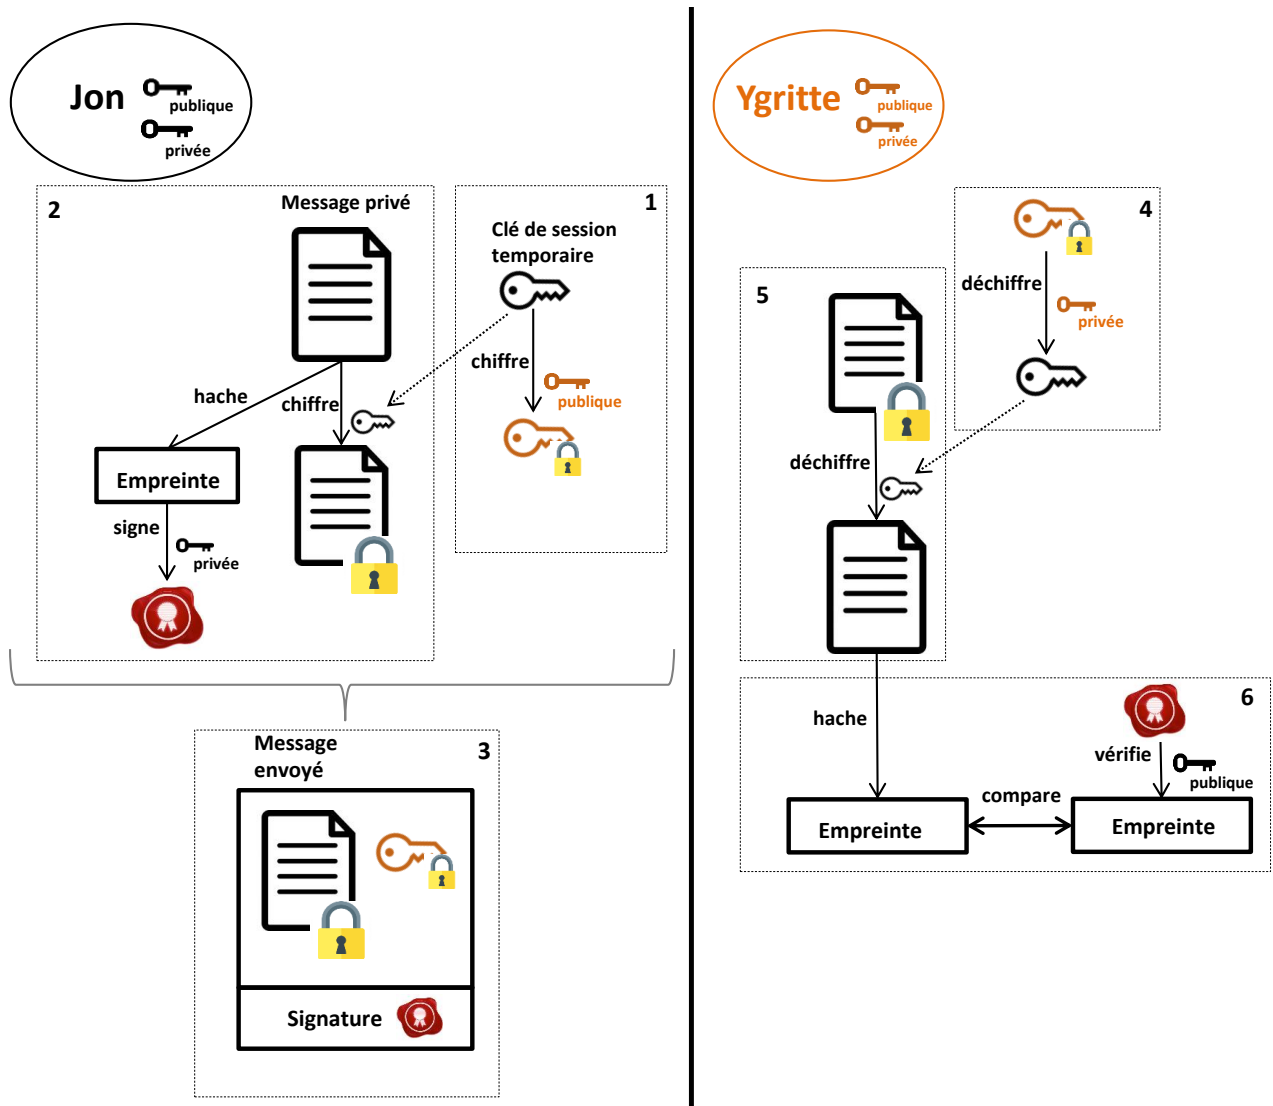 Jon
publique
privée
2
Message privé
hache
chiffre
Empreinte
signe
privée
1
Clé de session
temporaire
chiffre
publique
3
Message
envoyé
Signature
Ygritte
publique
privée
4
déchiffre
privée
5
déchiffre
6
hache
vérifie
publique
compare
Empreinte
Empreinte